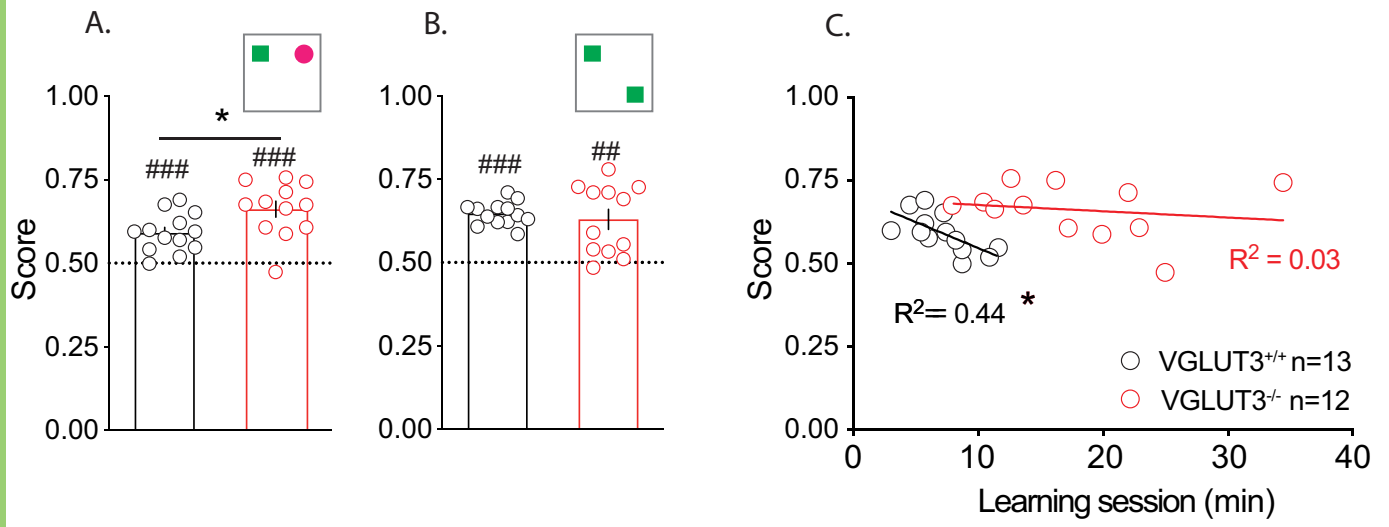 A.
B.
C.
1.00
0.75
0.50
0.25
0.00
Score
*
###
###
1.00
0.75
0.50
0.25
0.00
###
##
1.00
0.75
0.50
0.25
0.00
Score
R² = 0.03
R²= 0.44 *
VGLUT3⁺/⁺ n=13
VGLUT3⁻/⁻ n=12
0 10 20 30 40
Learning session (min)